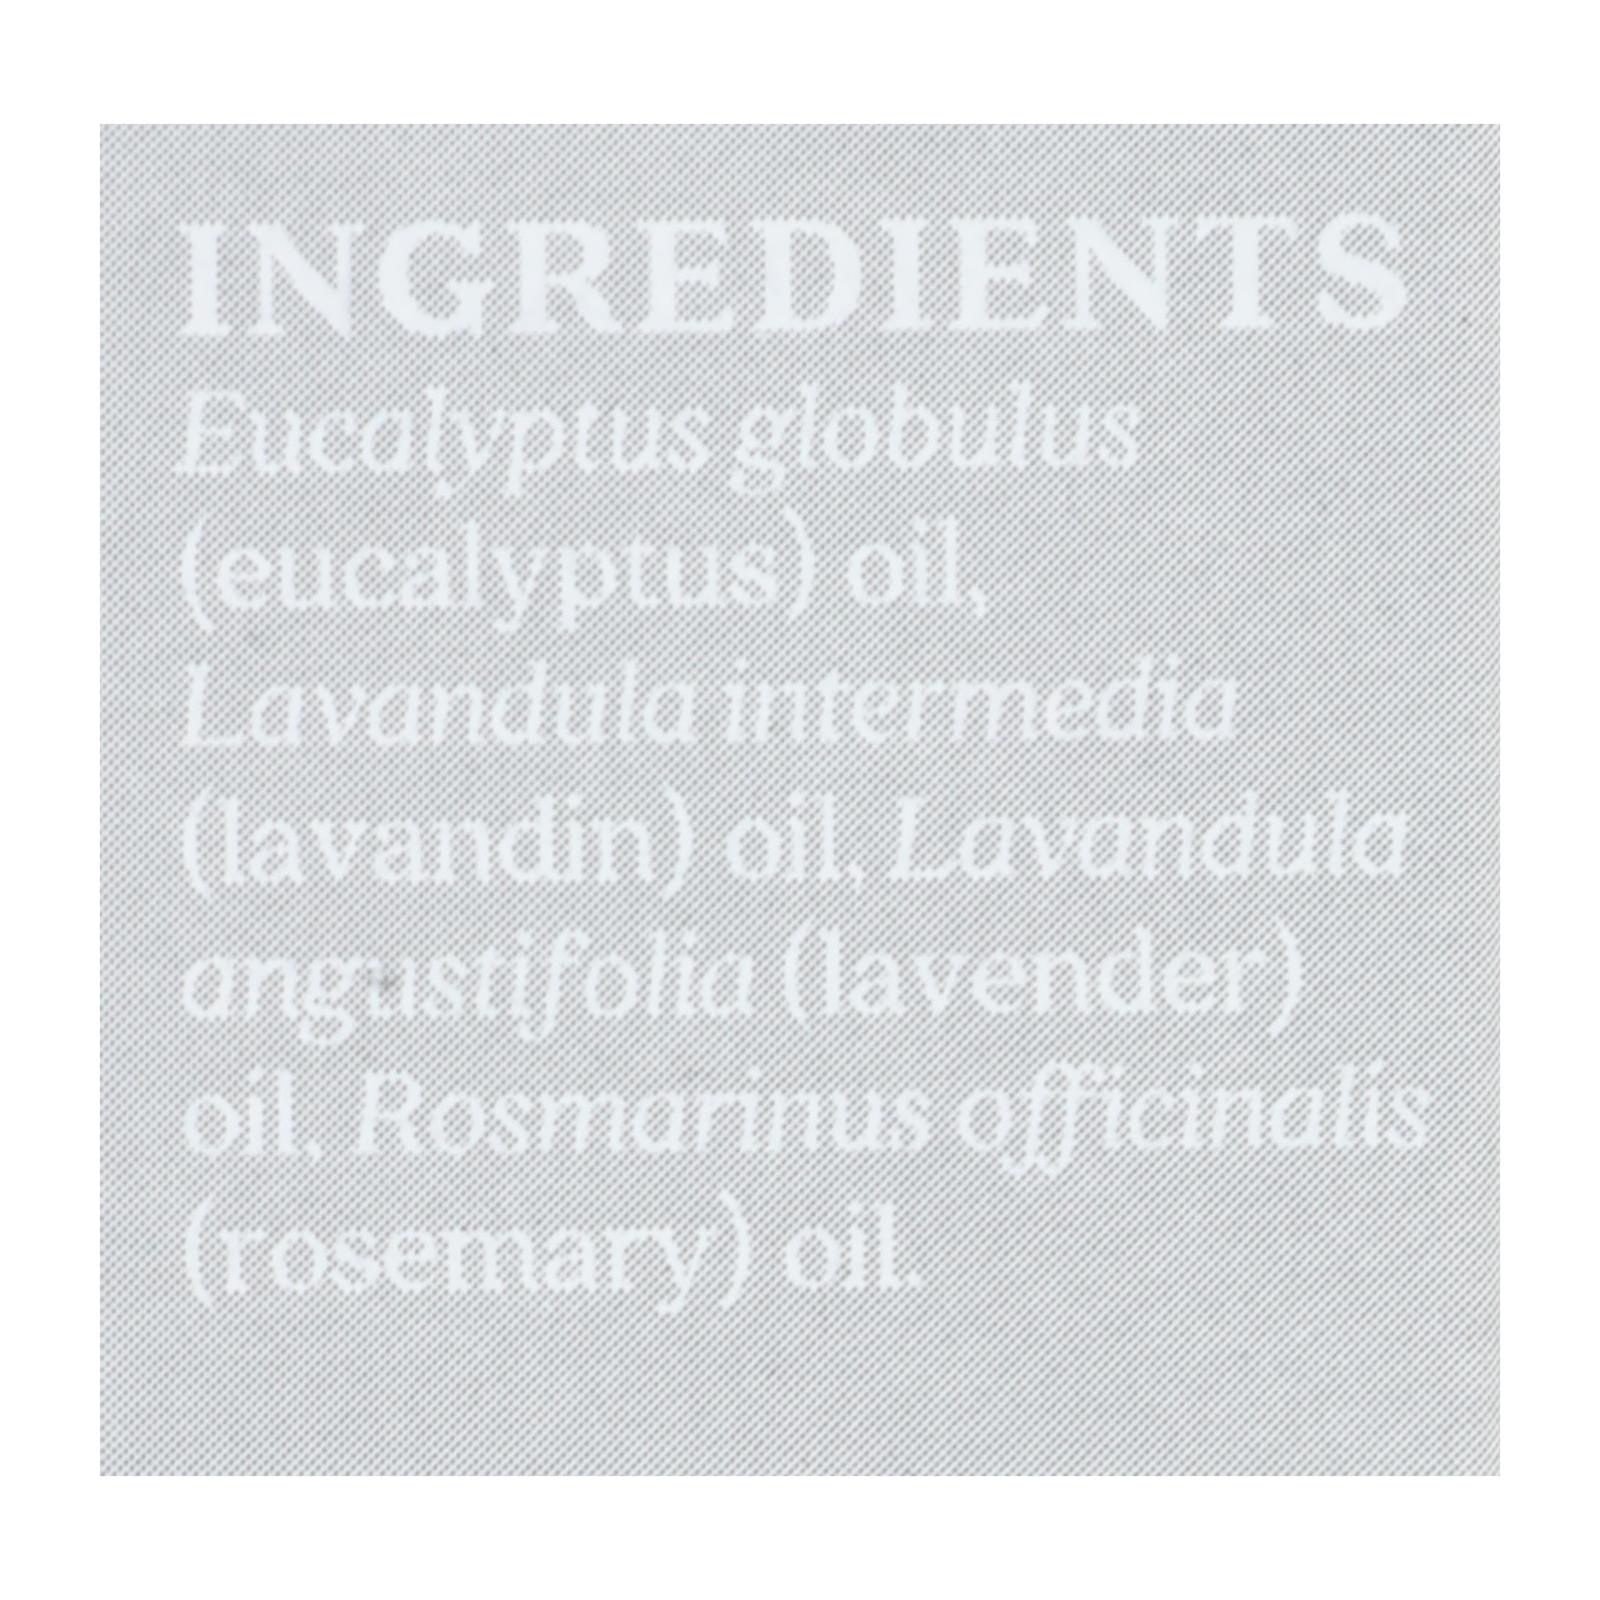 INGREDIENTS
Eucalyptus globulus
(eucalyptus) oil,
Lavandula intermedia
(lavandin) oil, Lavandula
angustifolia (lavender)
oil, Rosmarinus officinalis
(rosemary) oil.